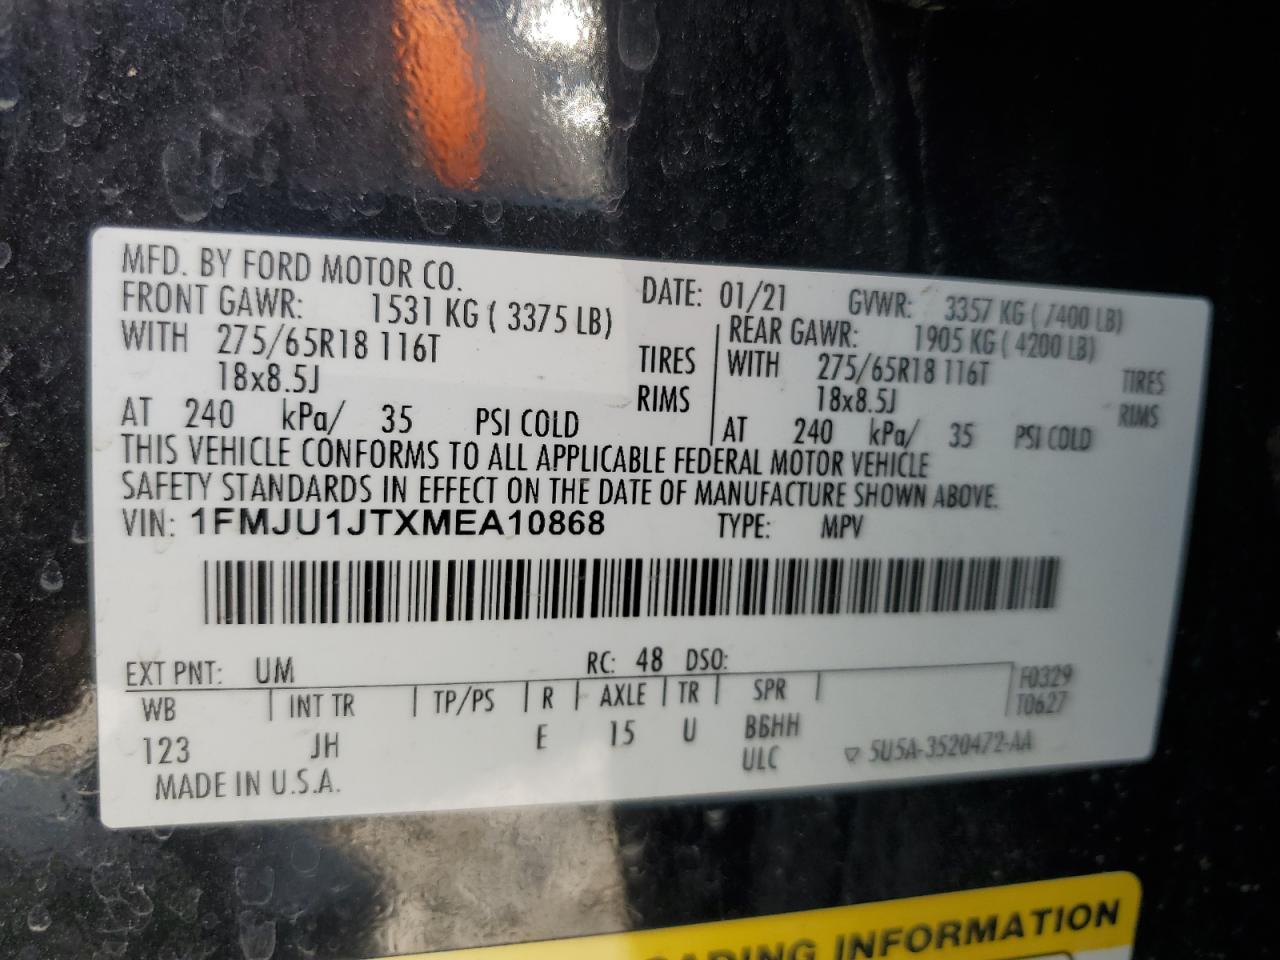 MFD. BY FORD MOTOR CO. DATE: 01/21 GVWR: 3357 KG ( 7400 LB)
FRONT GAWR: 1531 KG ( 3375 LB) REAR GAWR: 1905 KG ( 4200 LB)
WITH 275/65R18 116T TIRES WITH 275/65R18 116T TIRES
18x8.5J RIMS 18x8.5J RIMS
AT 240 kPa/ 35 PSI COLD AT 240 kPa/ 35 PSI COLD
THIS VEHICLE CONFORMS TO ALL APPLICABLE FEDERAL MOTOR VEHICLE
SAFETY STANDARDS IN EFFECT ON THE DATE OF MANUFACTURE SHOWN ABOVE.
VIN: 1FMJU1JTXMEA10868 TYPE: MPV
EXT PNT: UM RC: 48 DSO:
WB INT TR TP/PS R AXLE TR SPR F0329
T0627
123 JH E 15 U BBHH
ULC 5U5A-3520472-AA
MADE IN U.S.A.
INFORMATION